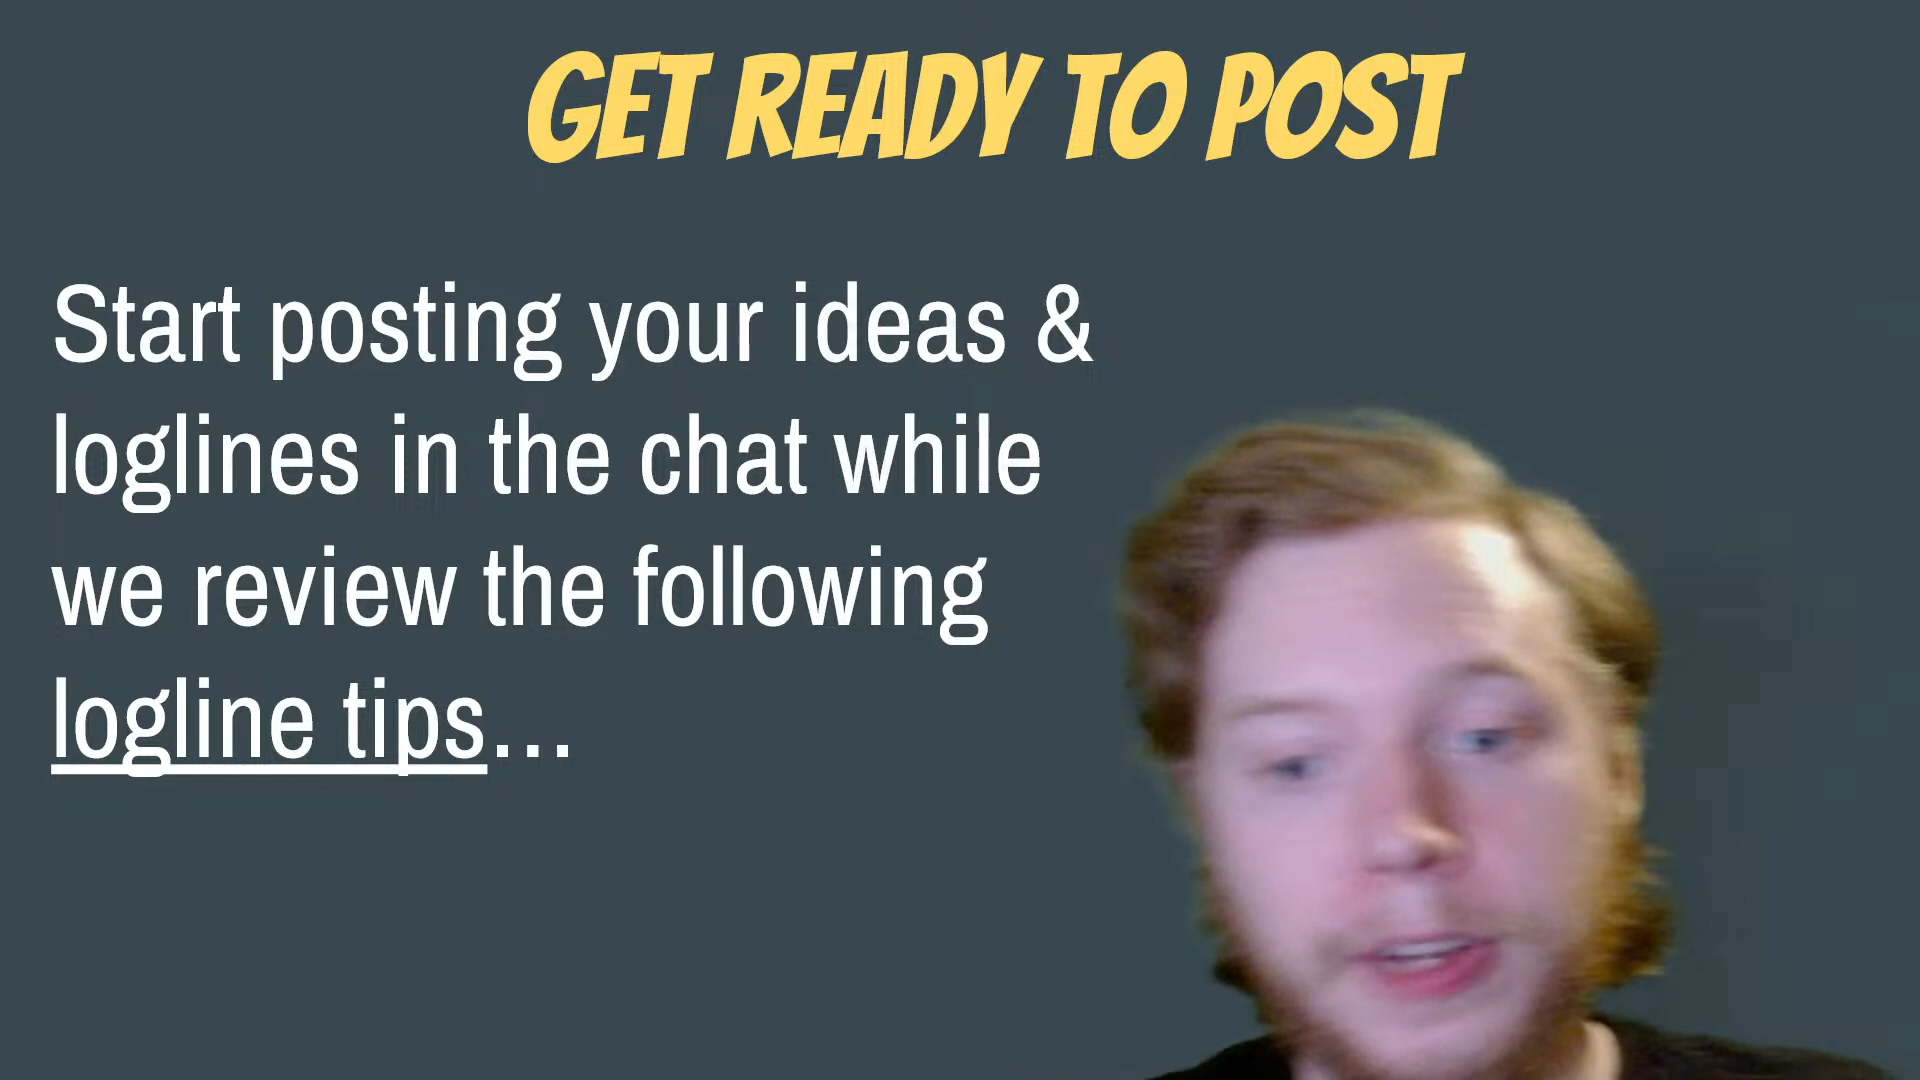 GET READY TO POST
Start posting your ideas &
loglines in the chat while
we review the following
logline tips...